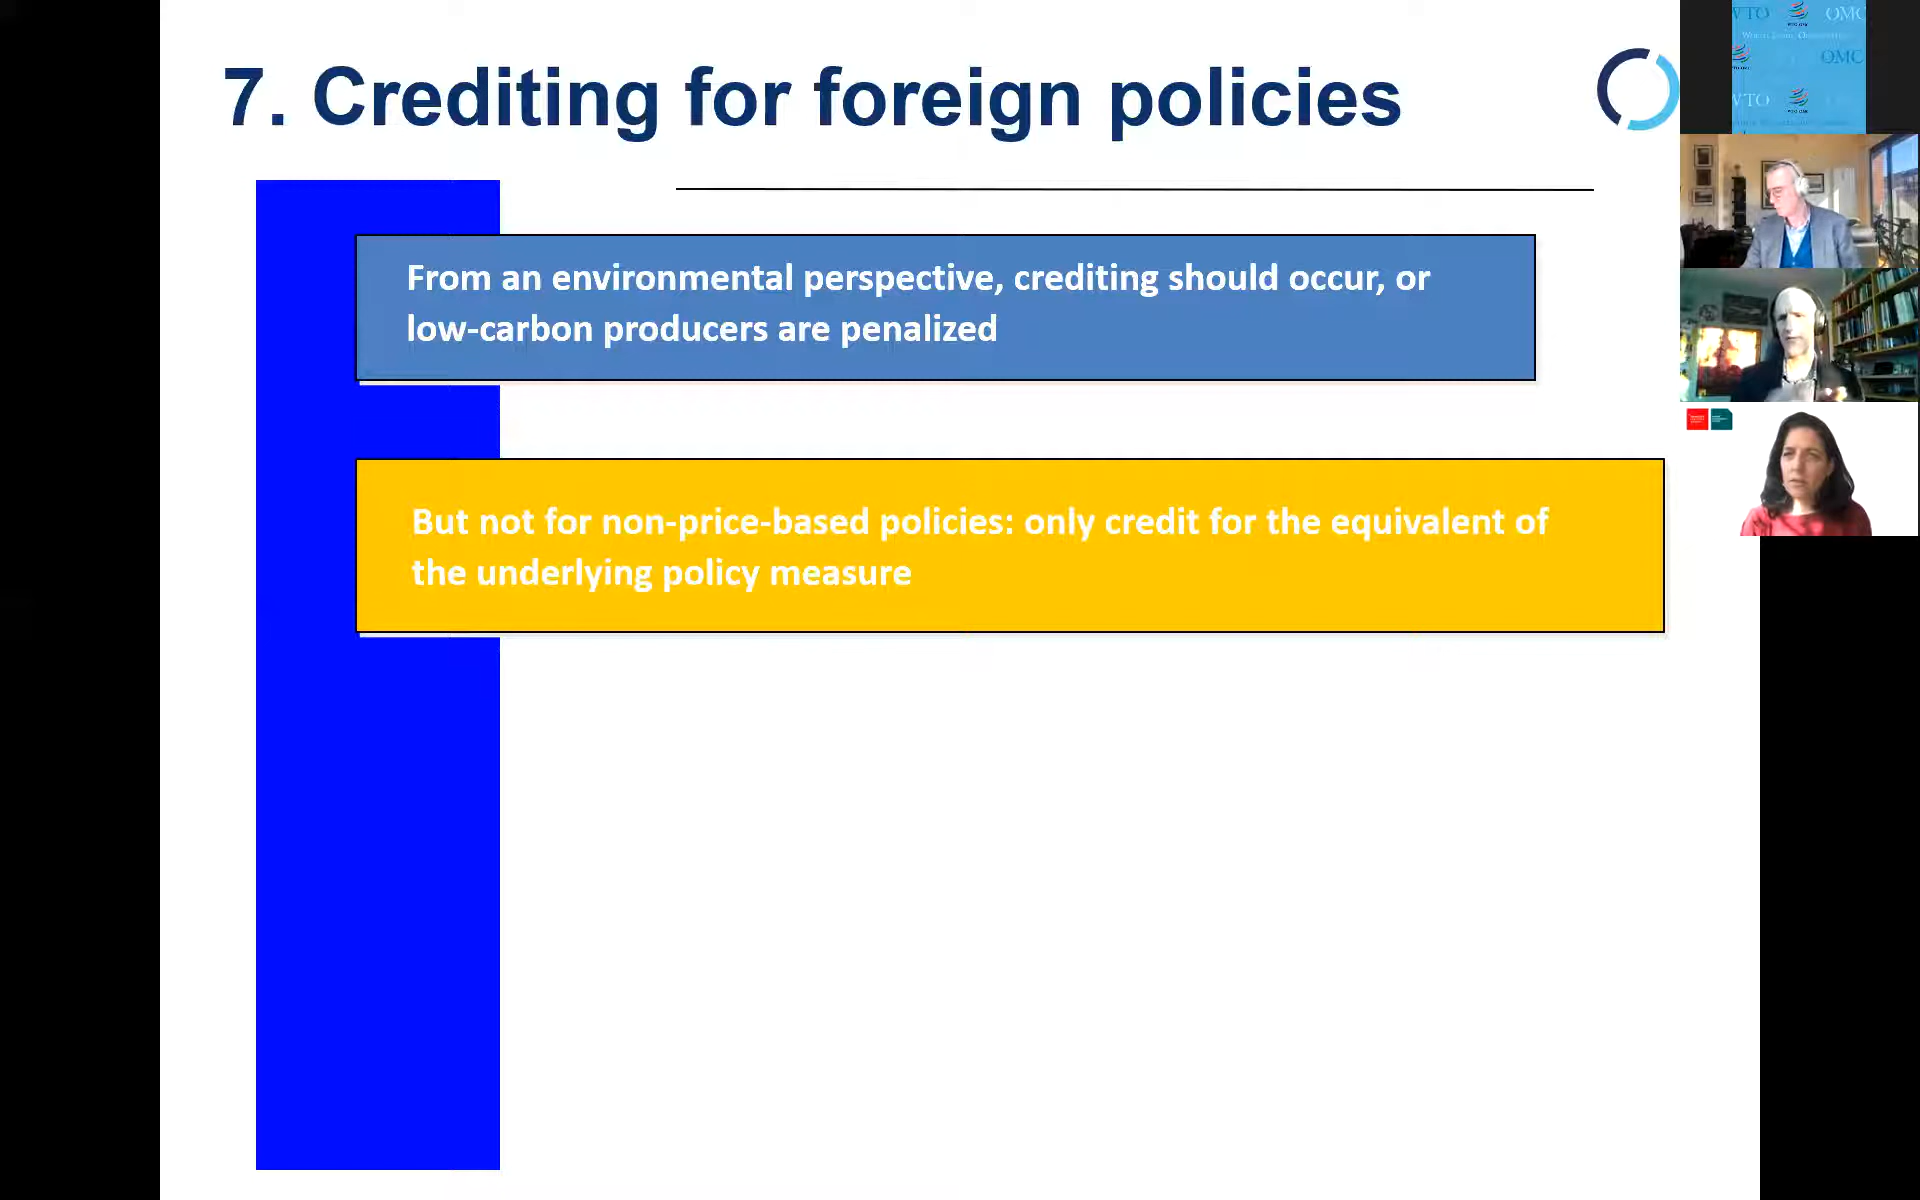 7. Crediting for foreign policies
From an environmental perspective, crediting should occur, or
low-carbon producers are penalized
But not for non-price-based policies: only credit for the equivalent of
the underlying policy measure
WTO
OMC
OMC
WTO